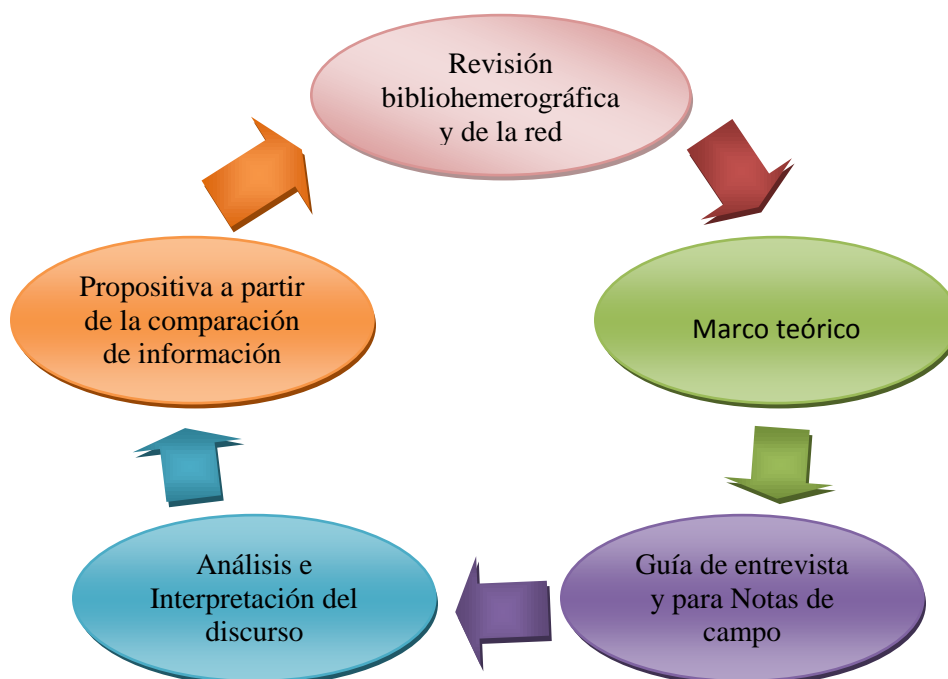 Revisión
bibliohemerográfica
y de la red
Marco teórico
Guía de entrevista
y para Notas de
campo
Análisis e
Interpretación del
discurso
Propositiva a partir
de la comparación
de información